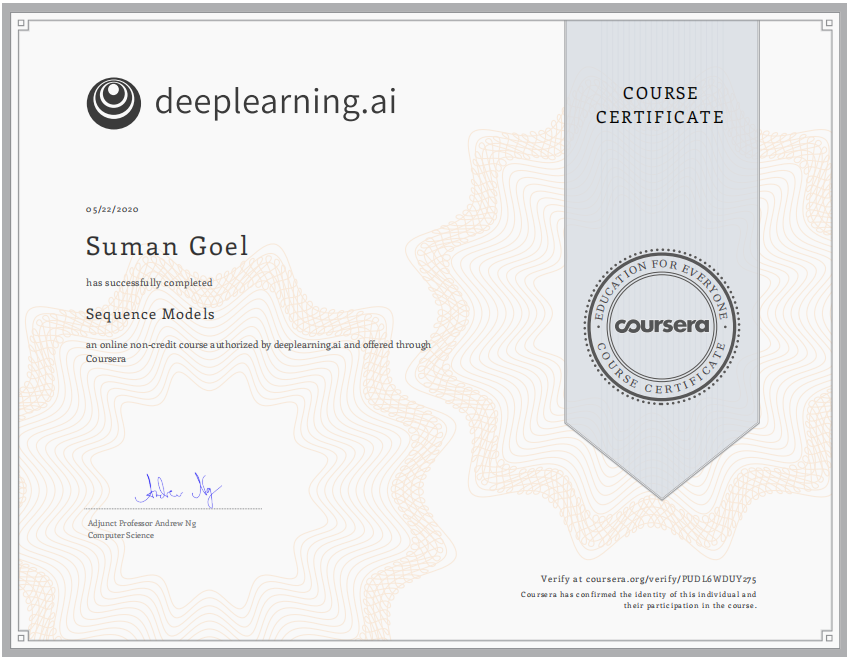 deeplearning.ai
COURSE
CERTIFICATE
05/22/2020
Suman Goel
has successfully completed
Sequence Models
an online non-credit course authorized by deeplearning.ai and offered through
Coursera
EDUCATION FOR EVERYONE
coursera
COURSE CERTIFICATE
Andrew Ng
Adjunct Professor Andrew Ng
Computer Science
Verify at coursera.org/verify/PUDL6WDUY275
Coursera has confirmed the identity of this individual and
their participation in the course.